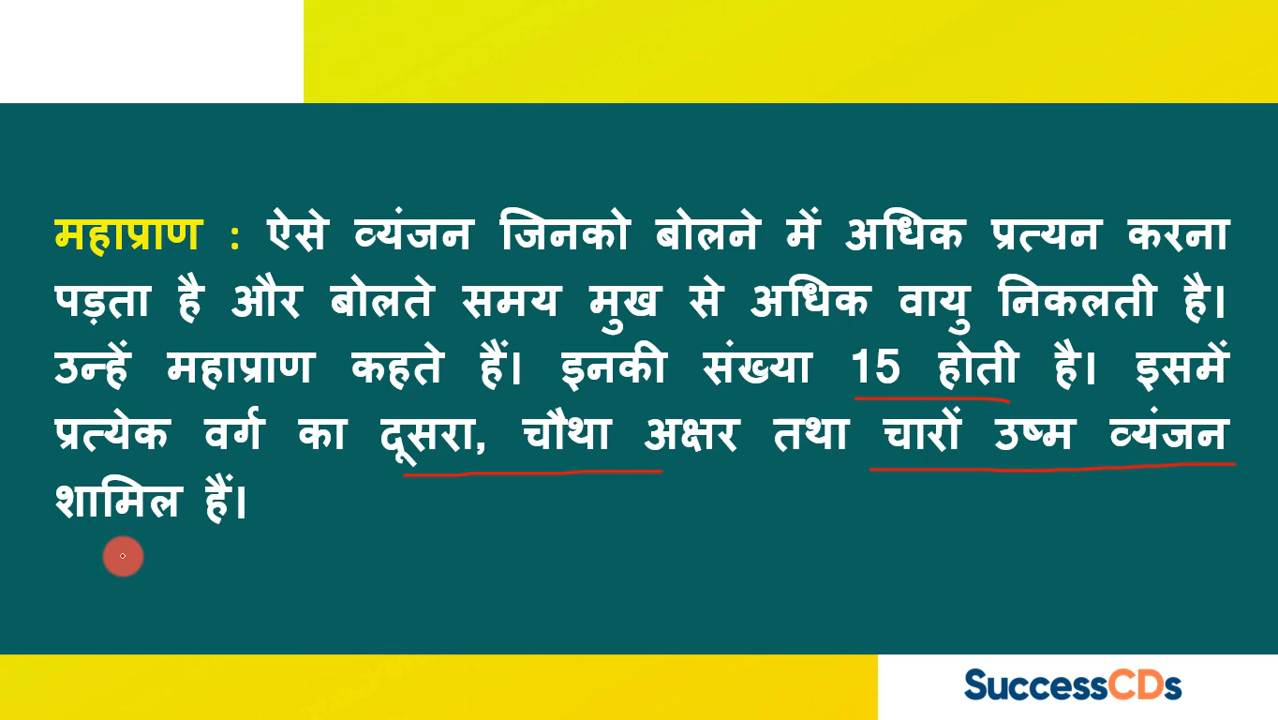 महाप्राण : ऐसे व्यंजन जिनको बोलने में अधिक प्रत्यन करना
पड़ता है और बोलते समय मुख से अधिक वायु निकलती है।
उन्हें महाप्राण कहते हैं। इनकी संख्या 15 होती है। इसमें
प्रत्येक वर्ग का दूसरा, चौथा अक्षर तथा चारों उष्म व्यंजन
शामिल हैं।
SuccessCDs